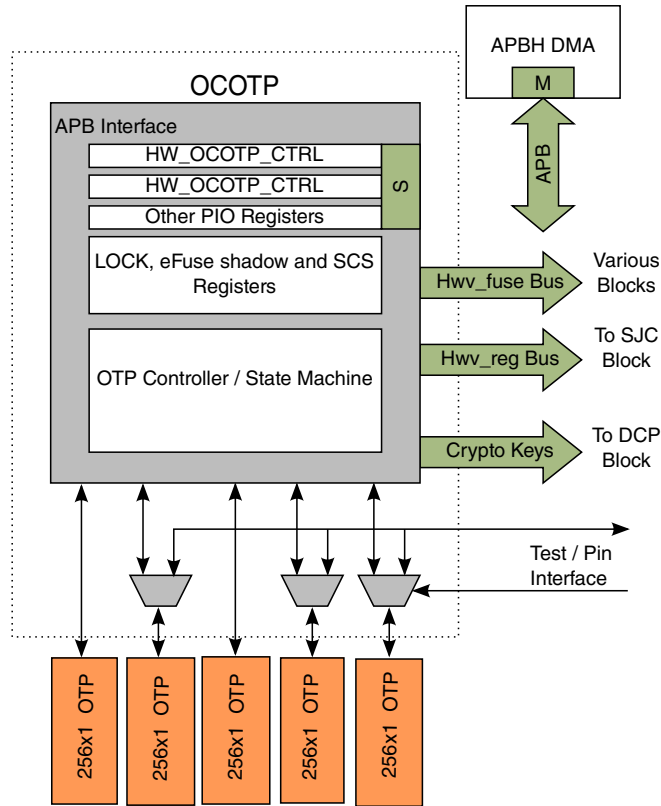 APBH DMA
M
APB
OCOTP
APB Interface
HW_OCOTP_CTRL
HW_OCOTP_CTRL
Other PIO Registers
S
LOCK, eFuse shadow and SCS
Registers
OTP Controller / State Machine
Hwv_fuse Bus
Various
Blocks
Hwv_reg Bus
To SJC
Block
Crypto Keys
To DCP
Block
Test / Pin
Interface
256x1 OTP
256x1 OTP
256x1 OTP
256x1 OTP
256x1 OTP